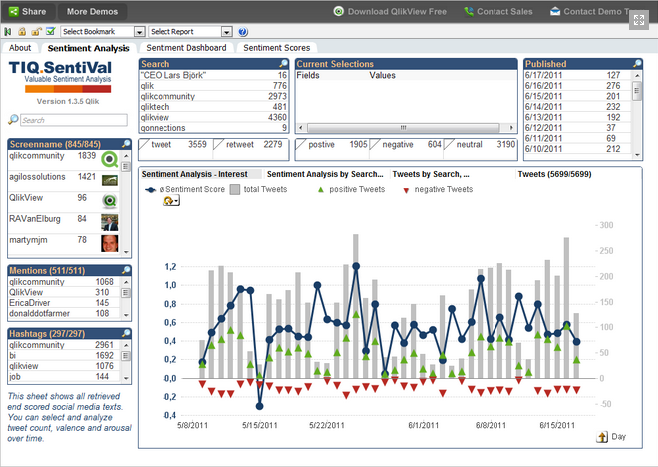 Share
More Demos
Download QlikView Free
Contact Sales
Contact Demo T
Select Bookmark
Select Report
About
Sentiment Analysis
Sentiment Dashboard
Sentiment Scores
TIQ.SentiVal
Valuable Sentiment Analysis
Version 1.3.5 Qlik
Search
Screenname (845/845)
qlikcommunity 1839
agilossolutions 1421
QlikView 96
RAVanElburg 84
martymjm 78
Mentions (511/511)
qlikcommunity 1068
QlikView 310
EricaDriver 145
donalddotfarmer 108
Hashtags (297/297)
qlikcommunity 2961
bi 1692
qlikview 1076
job 144
This sheet shows all retrieved
end scored social media texts.
You can select and analyze
tweet count, valence and arousal
over time.
Search
"CEO Lars Björk" 16
qlik 776
qlikcommunity 2973
qliktech 481
qlikview 4360
qonnections 9
Current Selections
Fields Values
Published
6/17/2011 127
6/16/2011 276
6/15/2011 201
6/14/2011 232
6/13/2011 192
6/12/2011 37
6/11/2011 69
6/10/2011 212
tweet 3559
retweet 2279
postive 1905
negative 604
neutral 3190
Sentiment Analysis - Interest
Sentiment Analysis by Search...
Tweets by Search, ...
Tweets (5699/5699)
ø Sentiment Score
total Tweets
positive Tweets
negative Tweets
1,2
1,0
0,8
0,6
0,4
0,2
0,0
0,2
0,4
300
250
200
150
100
50
0
-50
5/8/2011
5/15/2011
5/22/2011
6/1/2011
6/8/2011
6/15/2011
Day